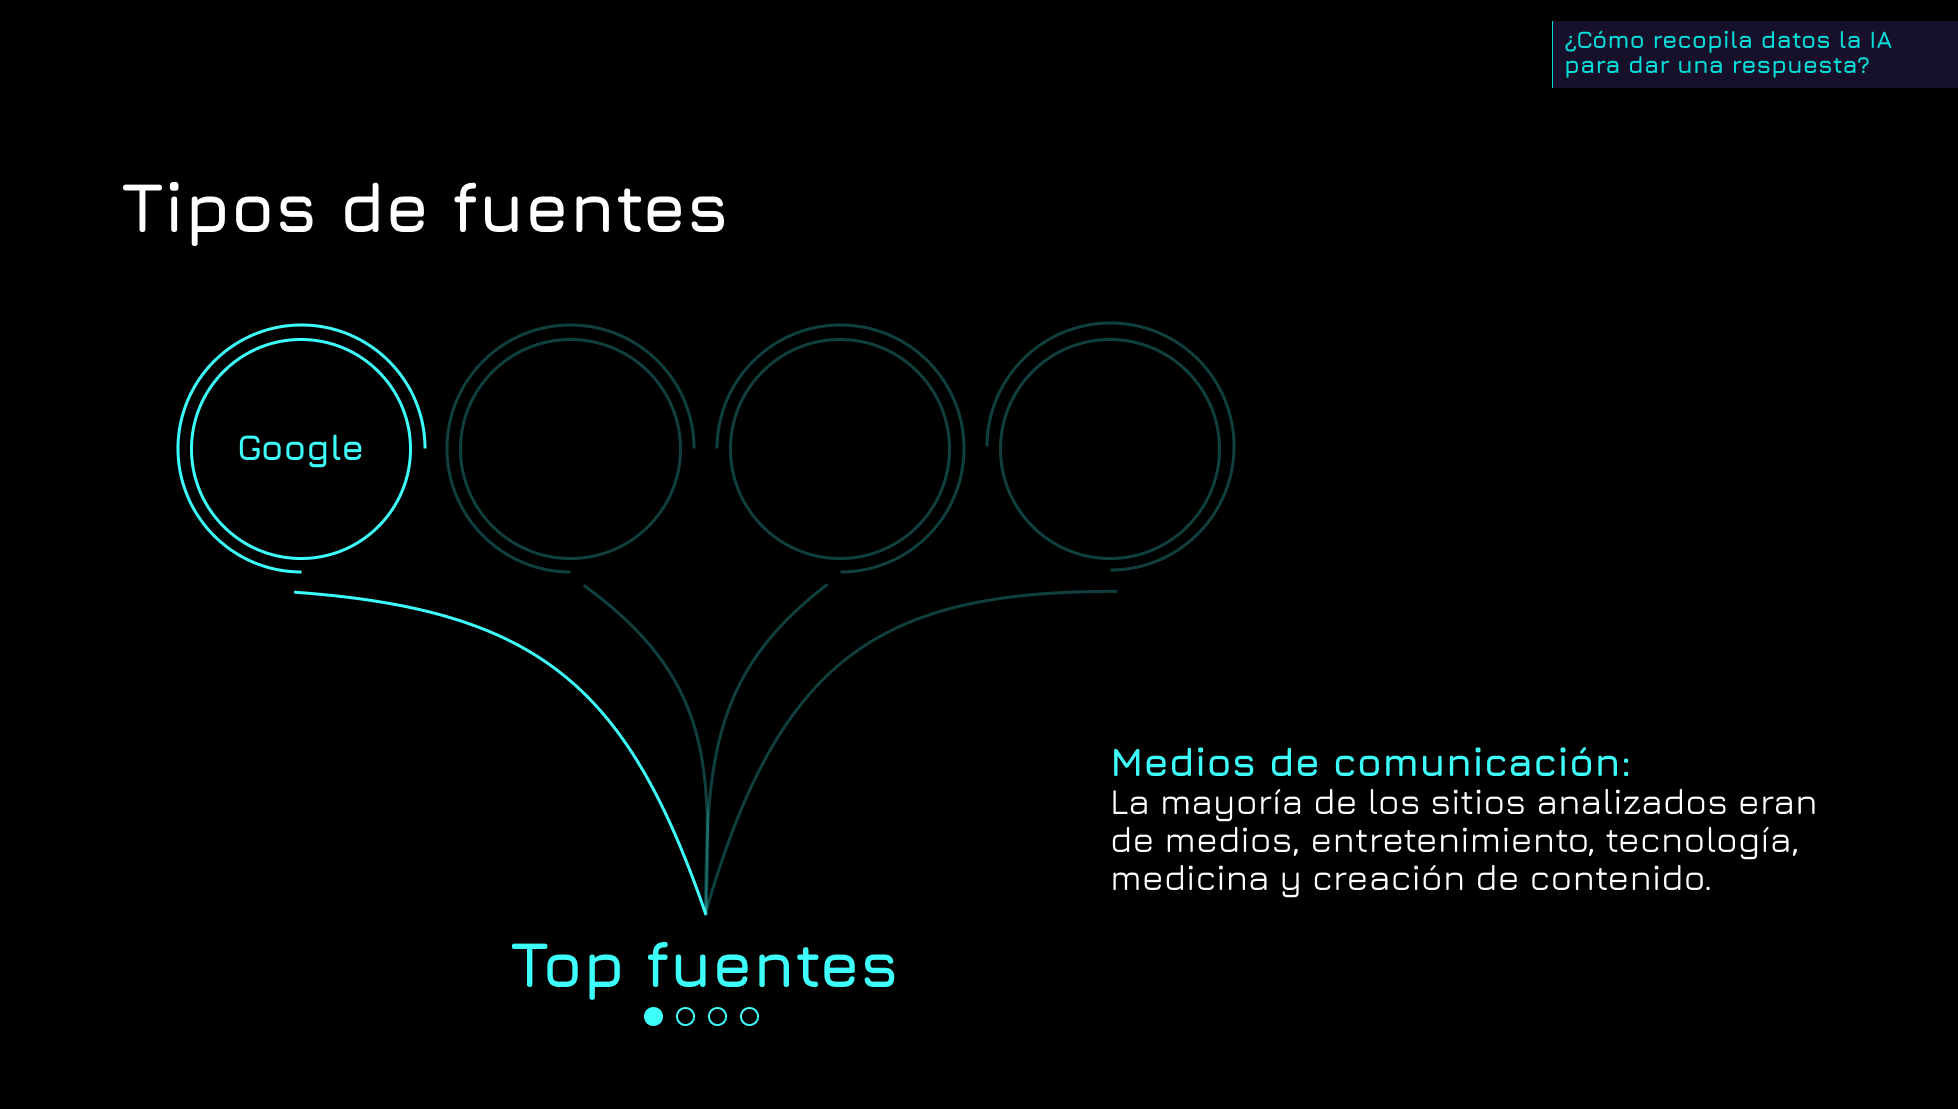 ¿Cómo recopila datos la IA
para dar una respuesta?
Tipos de fuentes
Google
Medios de comunicación:
La mayoría de los sitios analizados eran
de medios, entretenimiento, tecnología,
medicina y creación de contenido.
Top fuentes